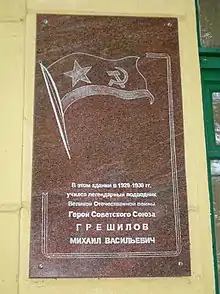 В этом здании в 1929-1930 гг.
учился легендарный подводник
Великой Отечественной войны
Герой Советского Союза
ГРЕШИЛОВ
МИХАИЛ ВАСИЛЬЕВИЧ